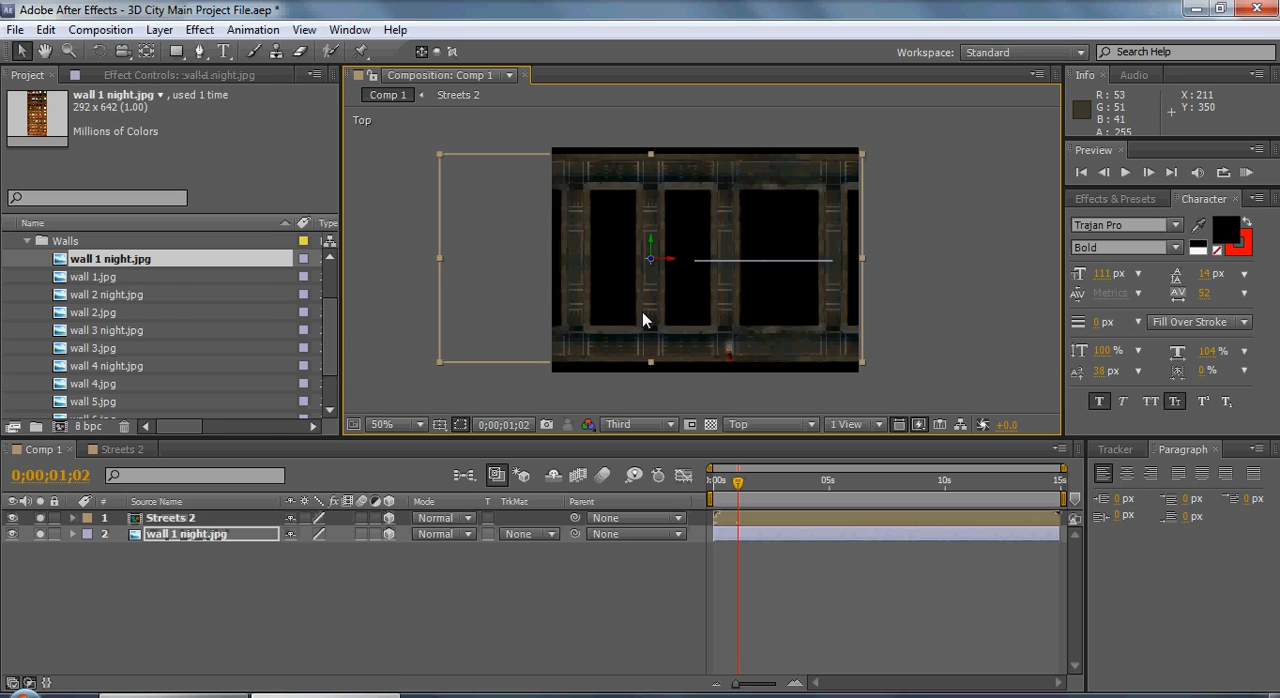 Adobe After Effects - 3D City Main Project File.aep *
File Edit Composition Layer Effect Animation View Window Help
Workspace: Standard Search Help
Project Effect Controls: wall 1 night.jpg
Composition: Comp 1
Info Audio
wall 1 night.jpg ▾, used 1 time
292 x 642 (1.00)
Millions of Colors
Comp 1 Streets 2
Top
R: 53
G: 51
B: 41
A: 255
X: 211
Y: 350
Preview
Effects & Presets Character
Name Type
Walls
wall 1 night.jpg
wall 1.jpg
wall 2 night.jpg
wall 2.jpg
wall 3 night.jpg
wall 3.jpg
wall 4 night.jpg
wall 4.jpg
wall 5.jpg
8 bpc
Trajan Pro
Bold
111 px 14 px
Metrics 52
0 px Fill Over Stroke
100 % 104 %
38 px 0 %
T T TT Tt T¹ T₁
50% 0;00;01;02 Third Top 1 View +0.0
Comp 1 Streets 2
Tracker Paragraph
0;00;01;02
:00s 05s 10s 15s
# Source Name Mode T TrkMat Parent
1 Streets 2 Normal None
2 wall 1 night.jpg Normal None None
0 px 0 px 0 px
0 px 0 px